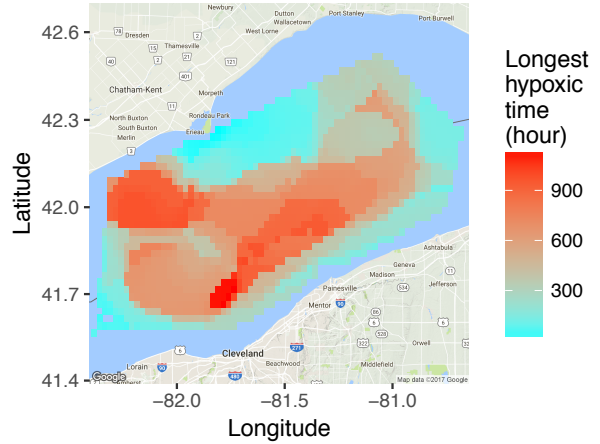 Newbury
Dutton
Port Stanley
Wallacetown
Port Burwell
West Lorne
Dresden
Thamesville
Chatham-Kent
Morpeth
Rondeau Park
North Buxton
South Buxton
Erieau
Merlin
Ashtabula
Geneva
Painesville
Madison
Jefferson
Mentor
Orwell
Cleveland
Lorain
Beachwood
Middlefield
Amherst
Google
Map data ©2017 Google
42.6
42.3
42.0
41.7
41.4
Latitude
−82.0
−81.5
−81.0
Longitude
Longest
hypoxic
time
(hour)
900
600
300